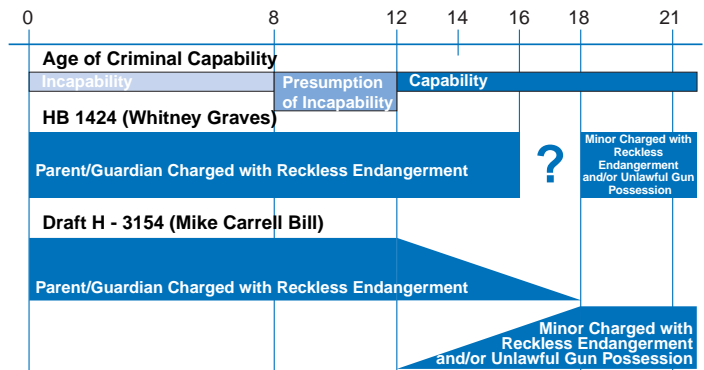 0 8 12 14 16 18 21
Age of Criminal Capability
Incapability
Presumption
of Incapability
Capability
HB 1424 (Whitney Graves)
Parent/Guardian Charged with Reckless Endangerment
?
Minor Charged with
Reckless
Endangerment
and/or Unlawful Gun
Possession
Draft H - 3154 (Mike Carrell Bill)
Parent/Guardian Charged with Reckless Endangerment
Minor Charged with
Reckless Endangerment
and/or Unlawful Gun Possession